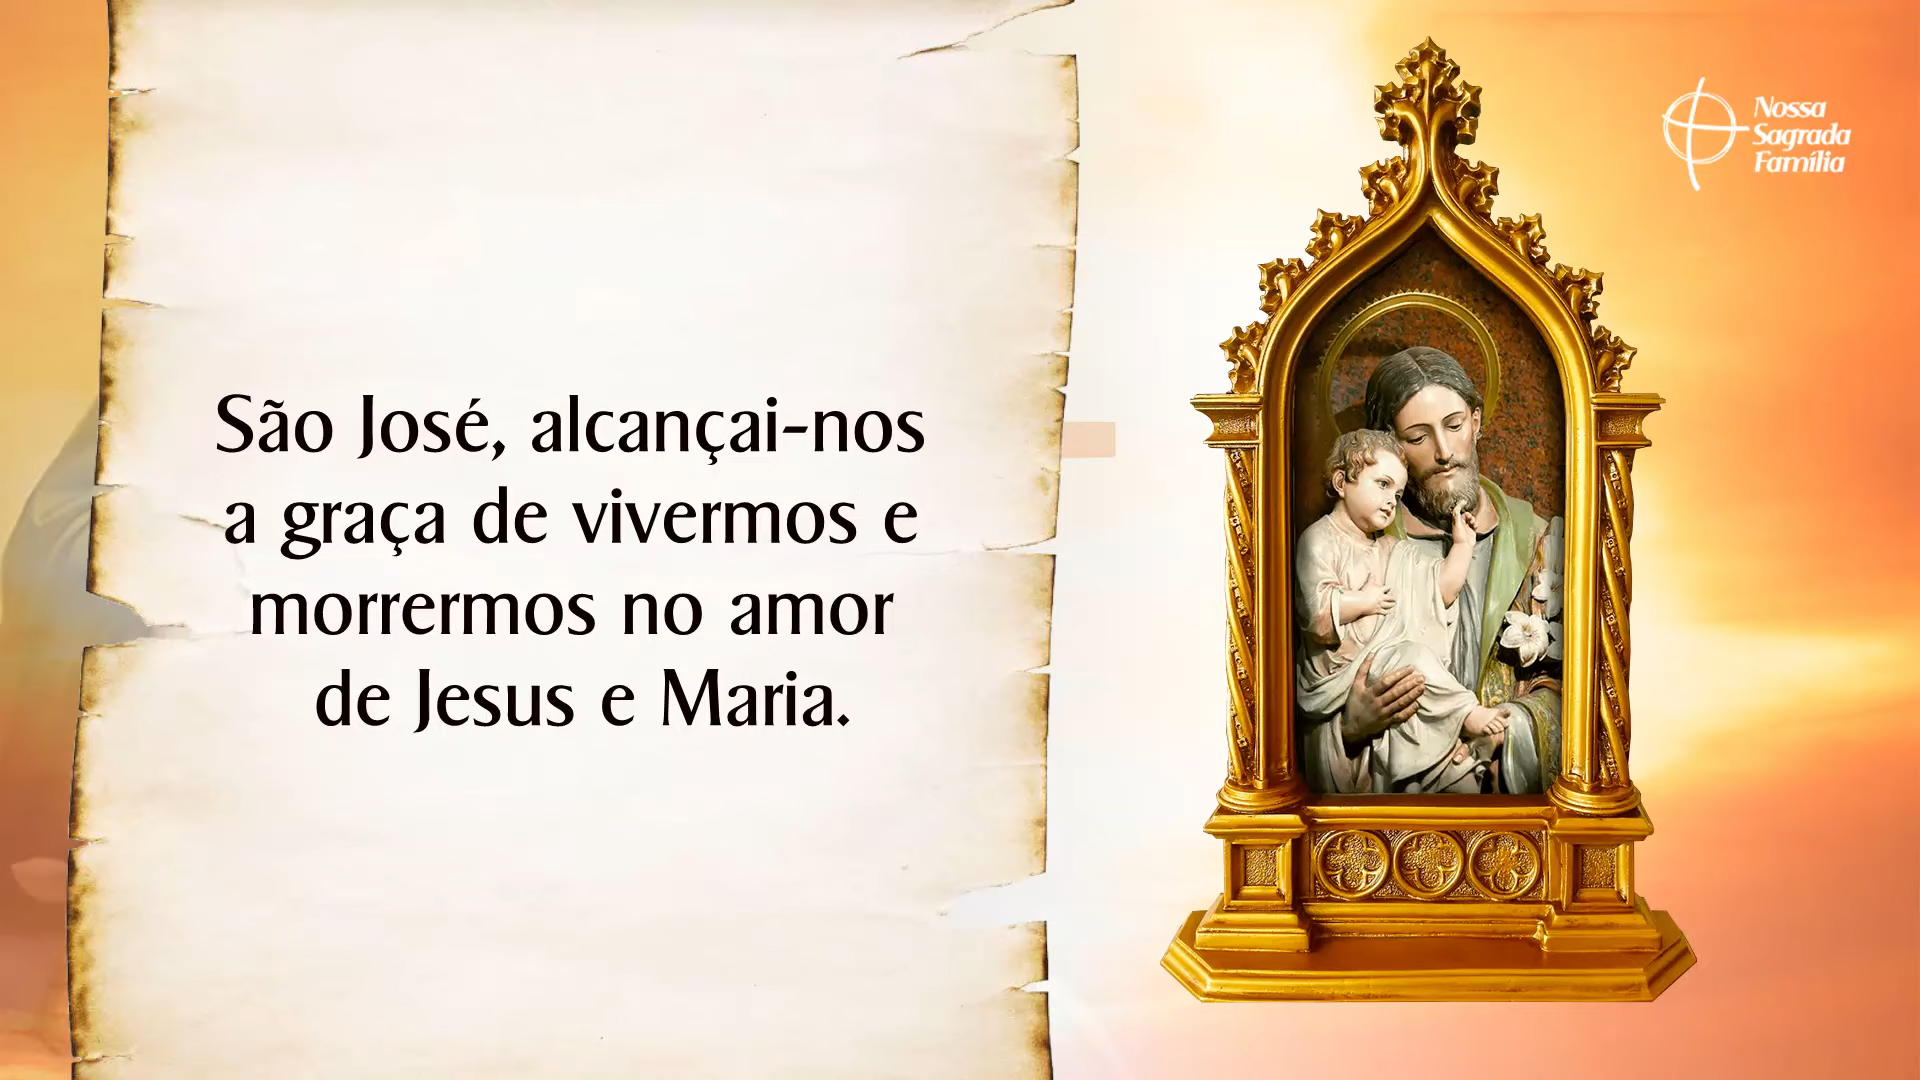 São José, alcançai-nos
a graça de vivermos e
morrermos no amor
de Jesus e Maria.
Nossa
Sagrada
Família